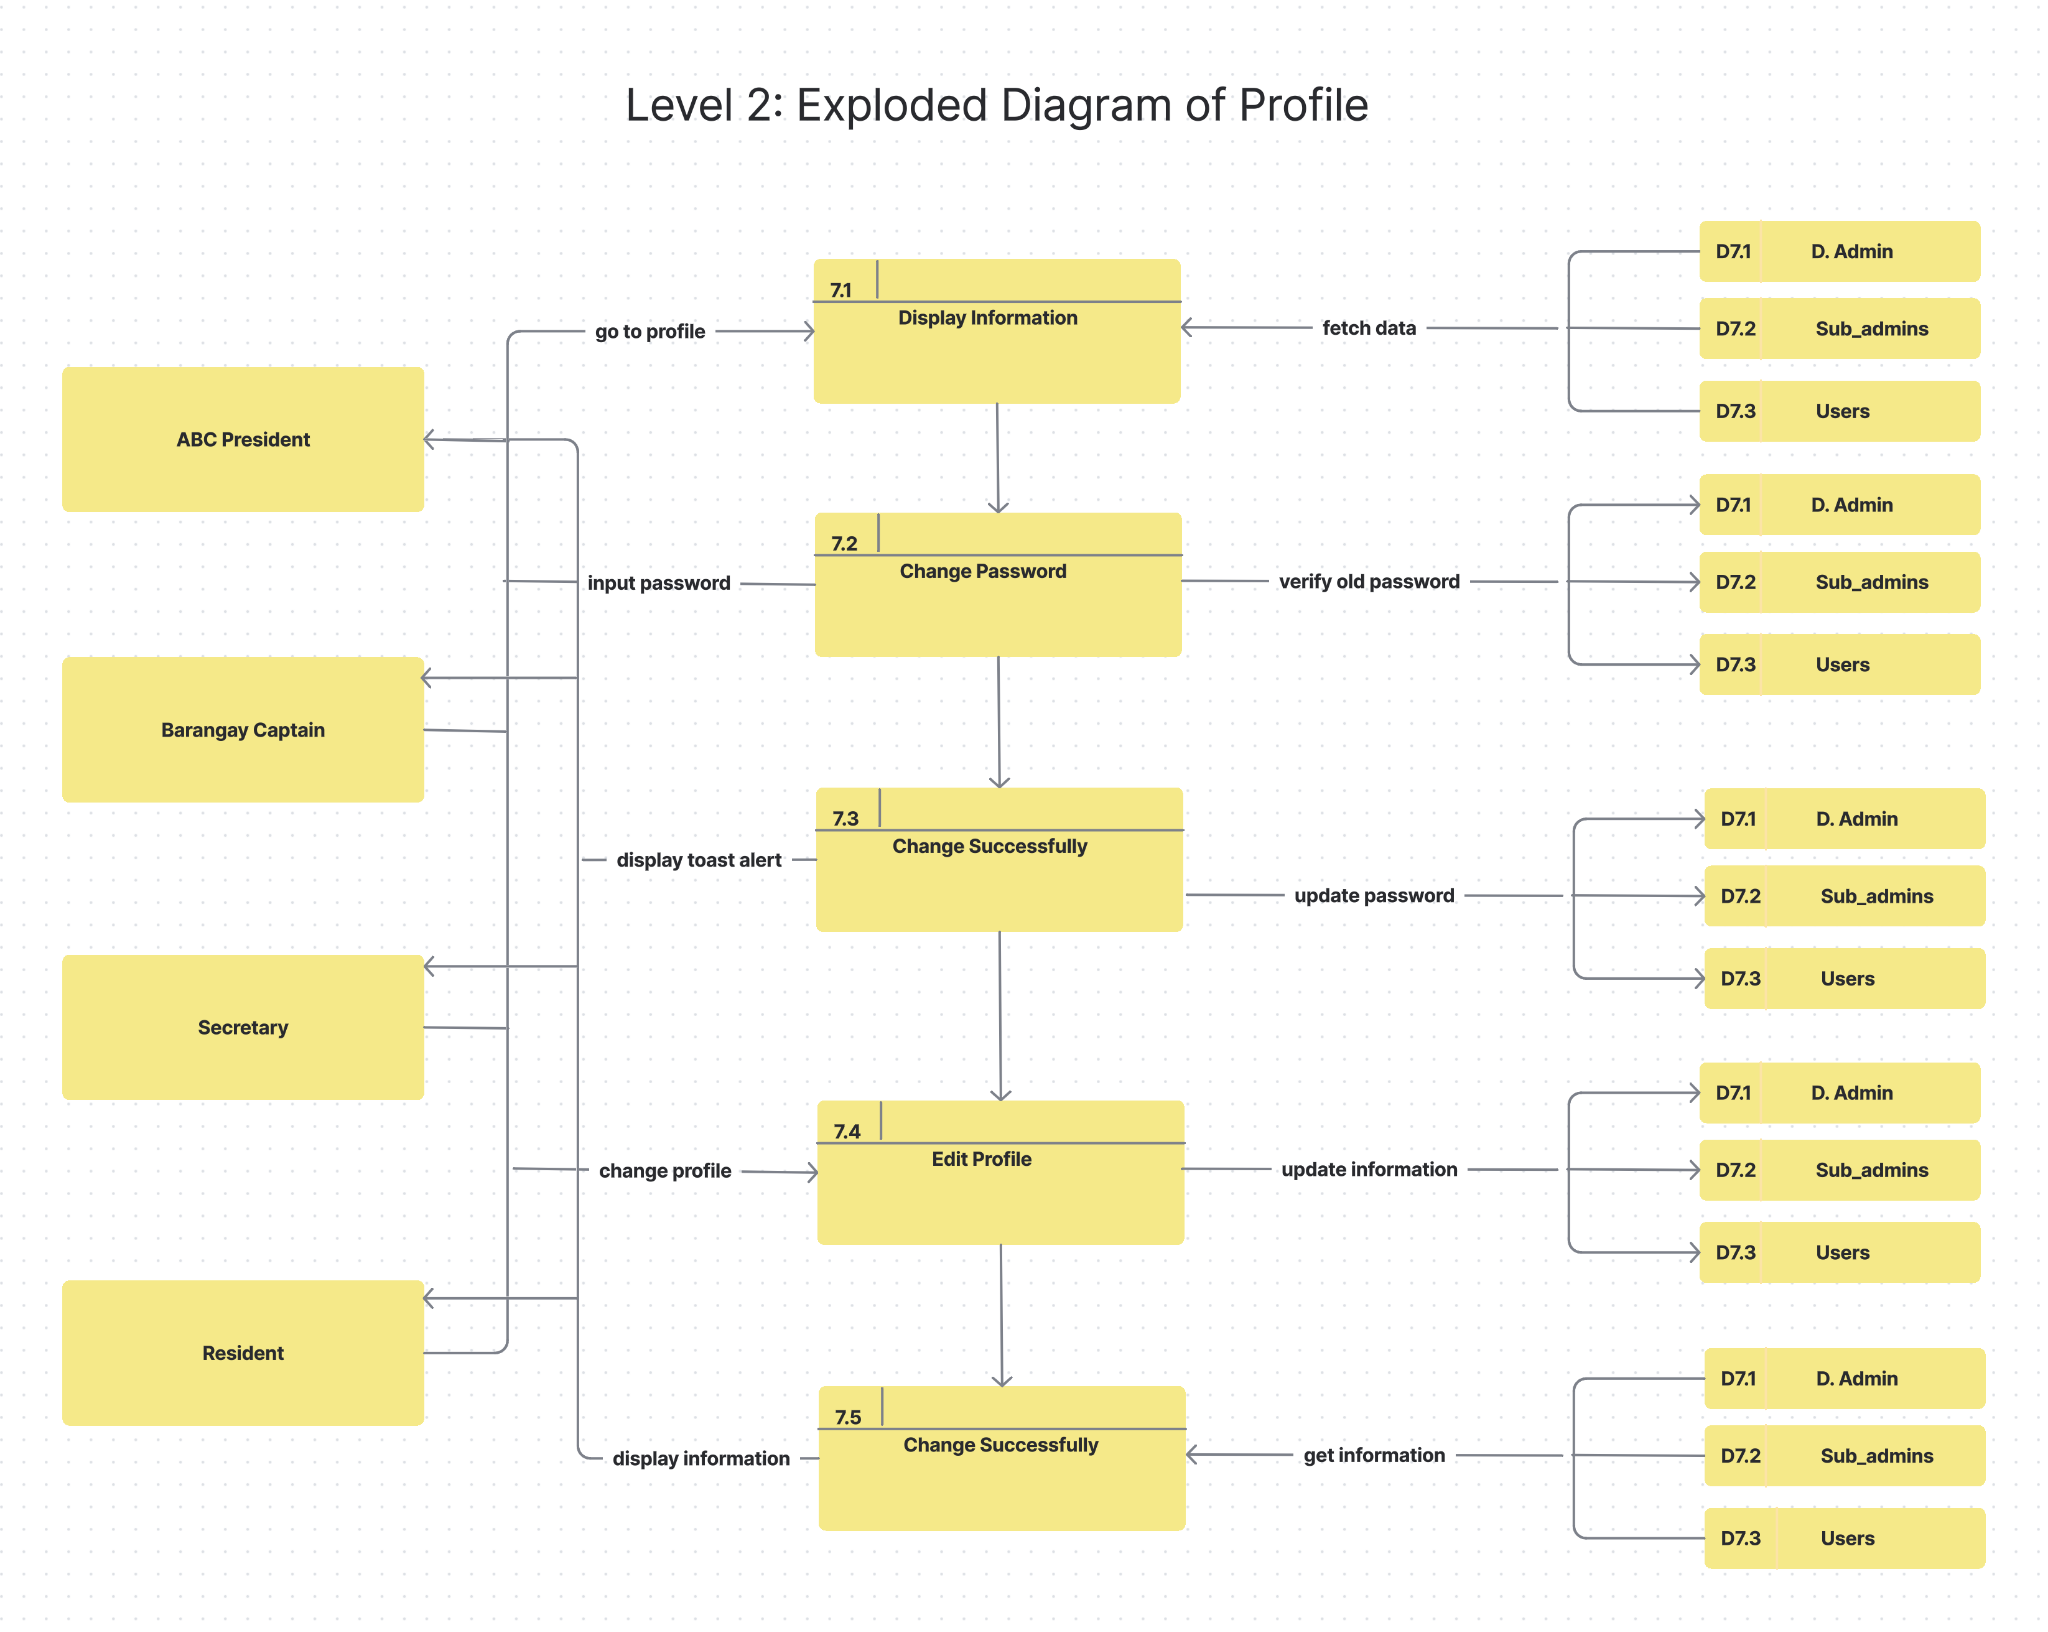 Level 2: Exploded Diagram of Profile
ABC President
Barangay Captain
Secretary
Resident
go to profile
input password
display toast alert
change profile
display information
7.1
Display Information
7.2
Change Password
7.3
Change Successfully
7.4
Edit Profile
7.5
Change Successfully
fetch data
verify old password
update password
update information
get information
D7.1 D. Admin
D7.2 Sub_admins
D7.3 Users
D7.1 D. Admin
D7.2 Sub_admins
D7.3 Users
D7.1 D. Admin
D7.2 Sub_admins
D7.3 Users
D7.1 D. Admin
D7.2 Sub_admins
D7.3 Users
D7.1 D. Admin
D7.2 Sub_admins
D7.3 Users